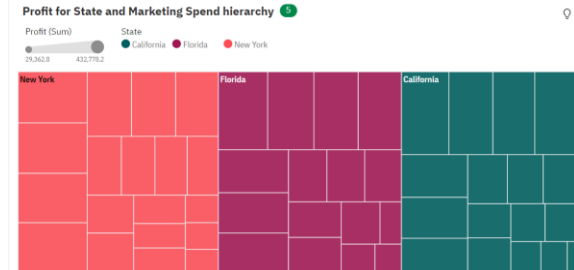 Profit for State and Marketing Spend hierarchy 5
Profit (Sum)
29,362.8 432,778.2
State
California Florida New York
New York Florida California